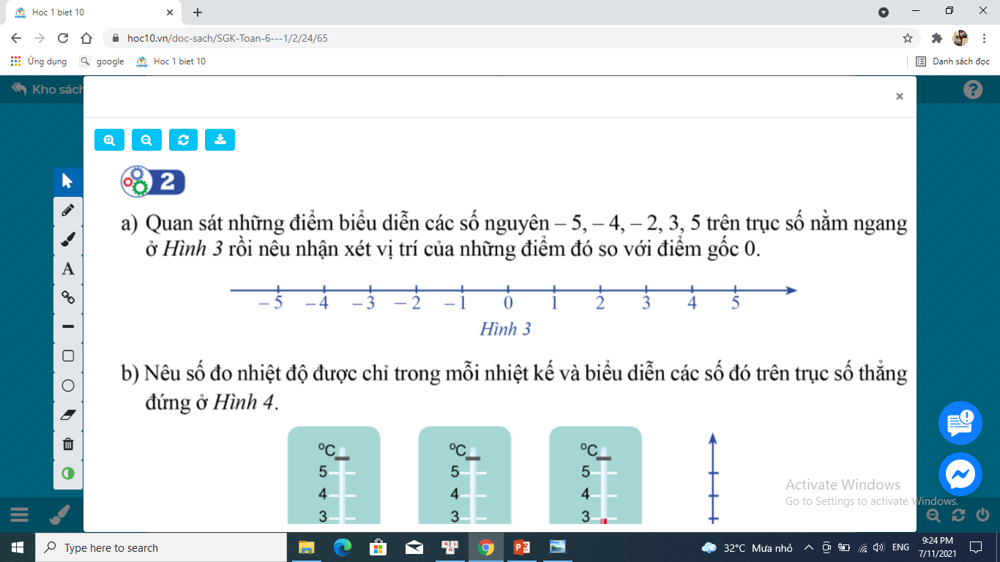 Hoc 1 biet 10
hoc10.vn/doc-sach/SGK-Toan-6---1/2/24/65
Ứng dụng google Hoc 1 biet 10 Danh sách đọc
Kho sách
2
a) Quan sát những điểm biểu diễn các số nguyên – 5, – 4, – 2, 3, 5 trên trục số nằm ngang
ở Hình 3 rồi nêu nhận xét vị trí của những điểm đó so với điểm gốc 0.
– 5 – 4 – 3 – 2 – 1 0 1 2 3 4 5
Hình 3
b) Nêu số đo nhiệt độ được chỉ trong mỗi nhiệt kế và biểu diễn các số đó trên trục số thẳng
đứng ở Hình 4.
°C °C °C
5 5 5
4 4 4
3 3 3
A
Activate Windows
Go to Settings to activate Windows.
Type here to search
32°C Mưa nhỏ ENG
9:24 PM
7/11/2021